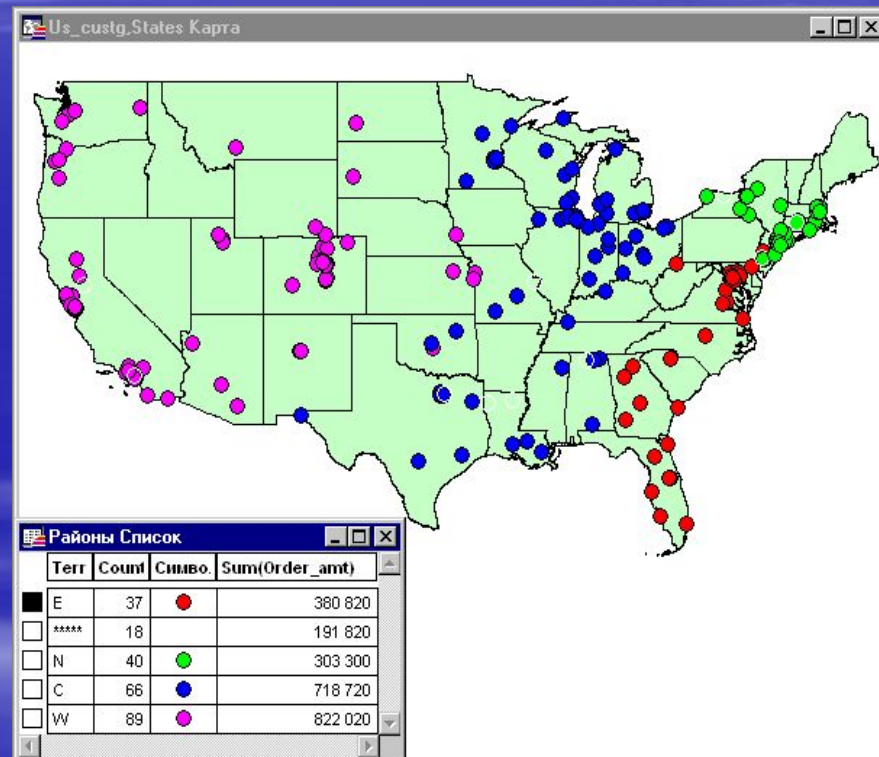 Us_custg,States Карта
Районы Список
Terr Count Симво. Sum(Order_amt)
E 37 380 820
***** 18 191 820
N 40 303 300
C 66 718 720
W 89 822 020